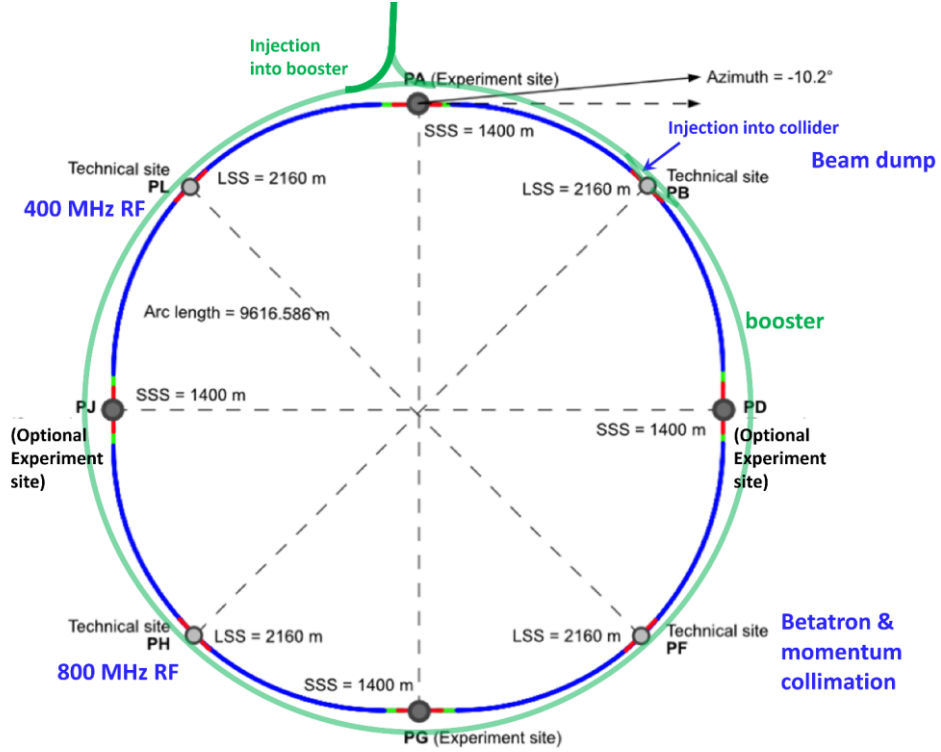 Injection
into booster
PA (Experiment site)
Azimuth = -10.2°
SSS = 1400 m
Injection into collider
Beam dump
Technical site
PL
LSS = 2160 m
400 MHz RF
LSS = 2160 m
Technical site
PB
Arc length = 9616.586 m
booster
PJ
SSS = 1400 m
(Optional
Experiment
site)
SSS = 1400 m
PD
(Optional
Experiment
site)
Technical site
PH
LSS = 2160 m
800 MHz RF
LSS = 2160 m
Technical site
PF
Betatron &
momentum
collimation
SSS = 1400 m
PG (Experiment site)